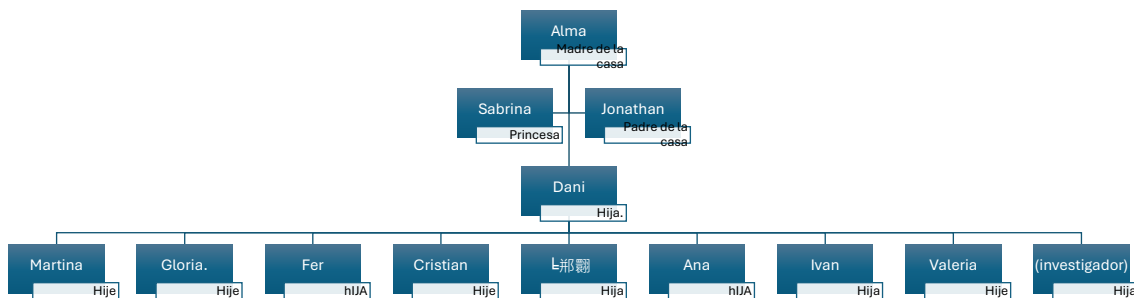 Alma
Madre de la
casa
Sabrina
Princesa
Jonathan
Padre de la
casa
Dani
Hija.
Martina
Hije
Gloria.
Hije
Fer
hIJA
Cristian
Hije
Hija
Ana
hIJA
Ivan
Hija
Valeria
Hije
(investigador)
Hija